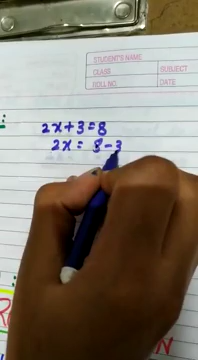 STUDENT'S NAME
CLASS SUBJECT
ROLL NO. DATE
2x+3=8
2x = 8-3